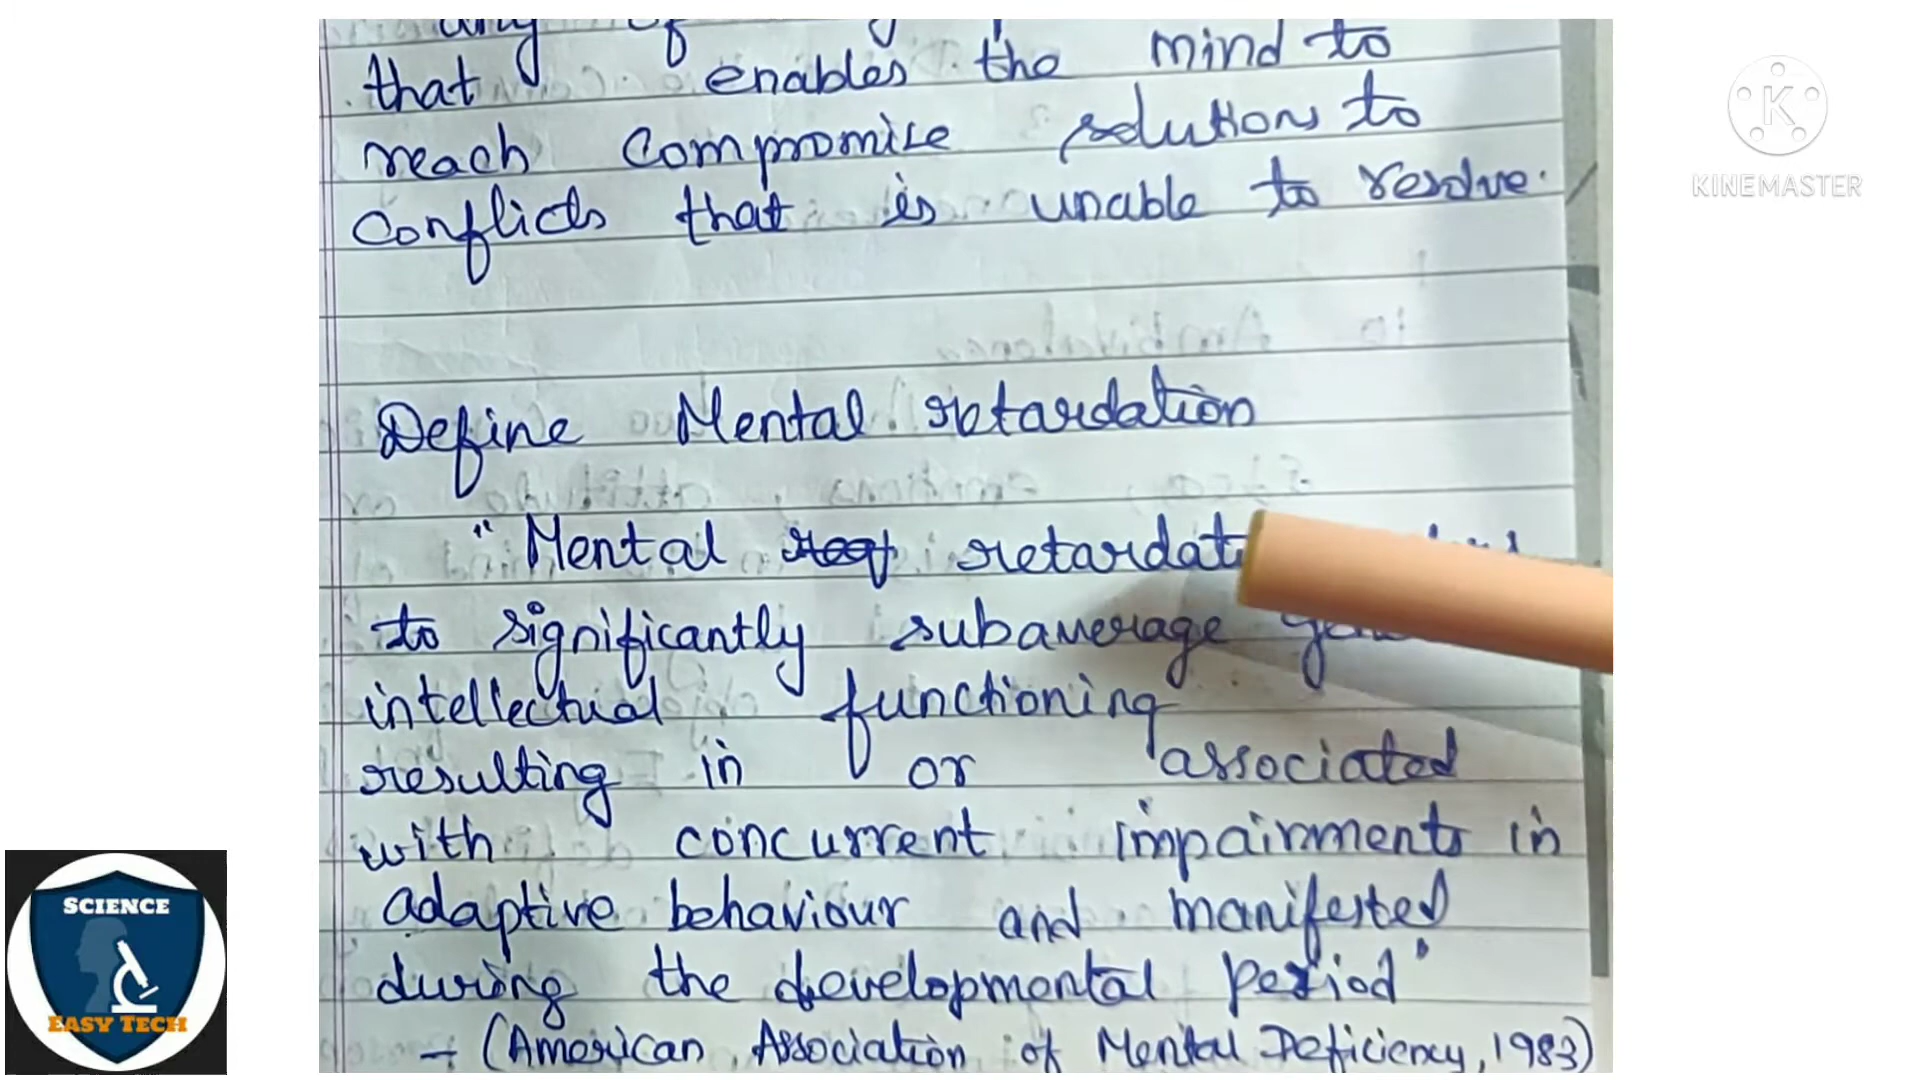 that enables the mind to
reach compromise solutions to
conflicts that is unable to resolve.
Define Mental retardation
"Mental retardat
to significantly subaverage
intellectual functioning
resulting in or associated
with concurrent impairments in
adaptive behaviour and manifested
during the developmental period"
- (American Association of Mental Deficiency, 1983)
KINEMASTER
SCIENCE
EASY TECH